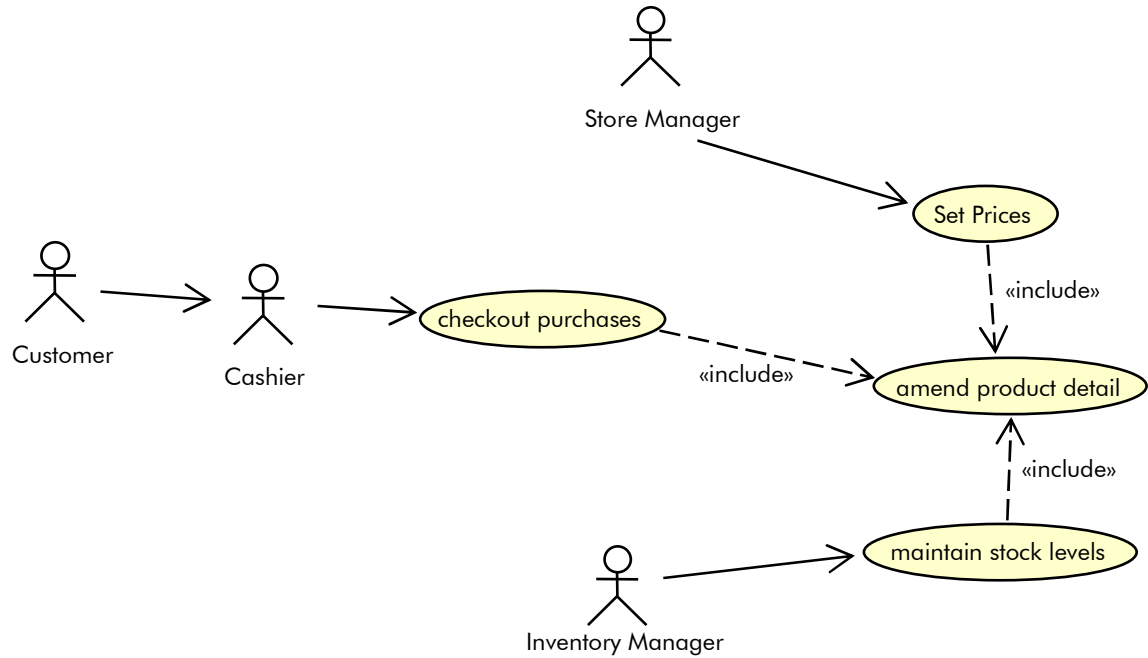 Store Manager
Set Prices
«include»
checkout purchases
Customer
Cashier
«include»
amend product detail
«include»
maintain stock levels
Inventory Manager